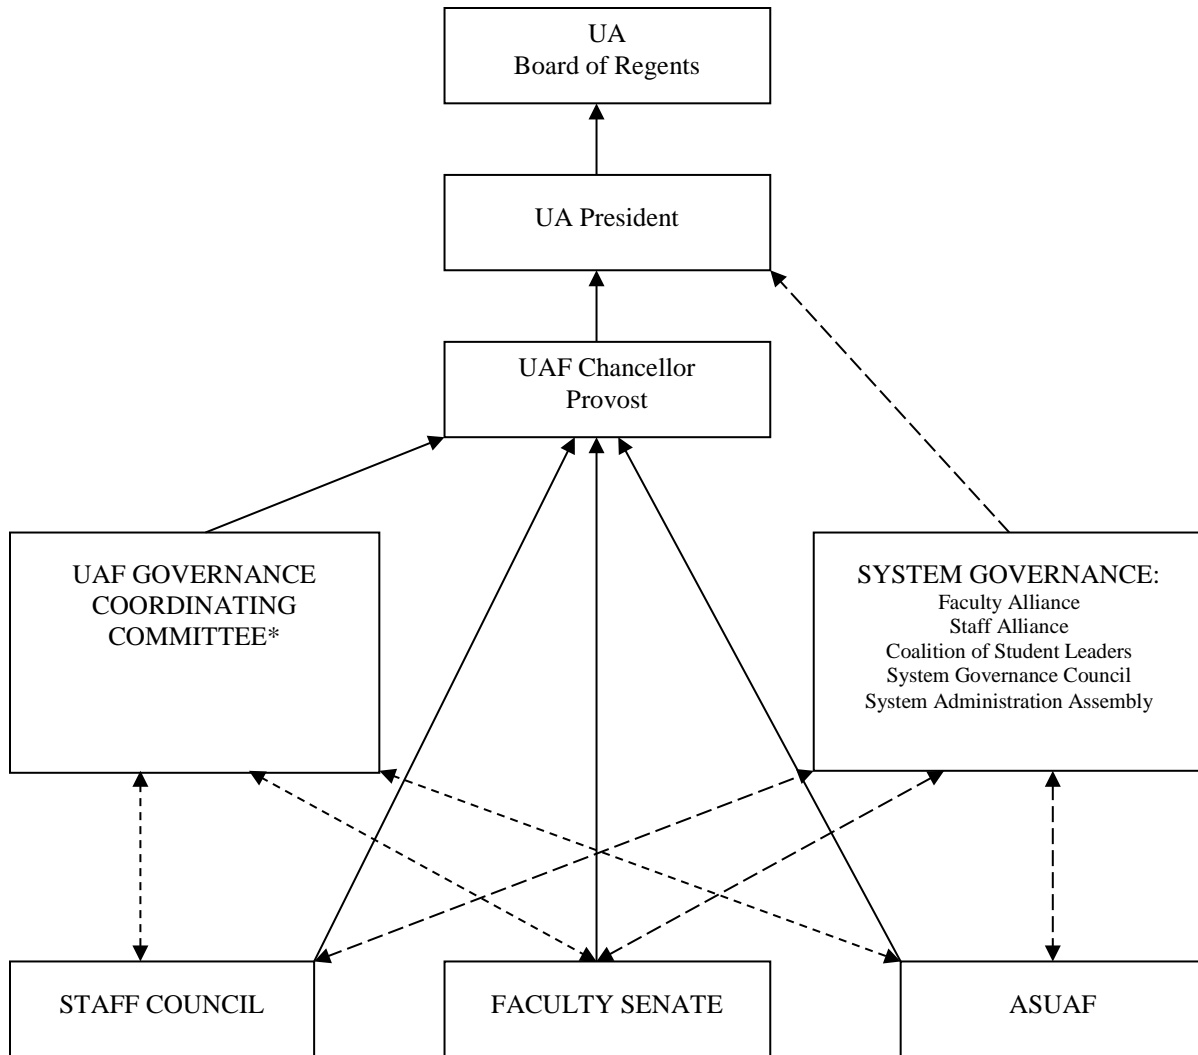 UA
Board of Regents
UA President
UAF Chancellor
Provost
UAF GOVERNANCE
COORDINATING
COMMITTEE*
SYSTEM GOVERNANCE:
Faculty Alliance
Staff Alliance
Coalition of Student Leaders
System Governance Council
System Administration Assembly
STAFF COUNCIL
FACULTY SENATE
ASUAF